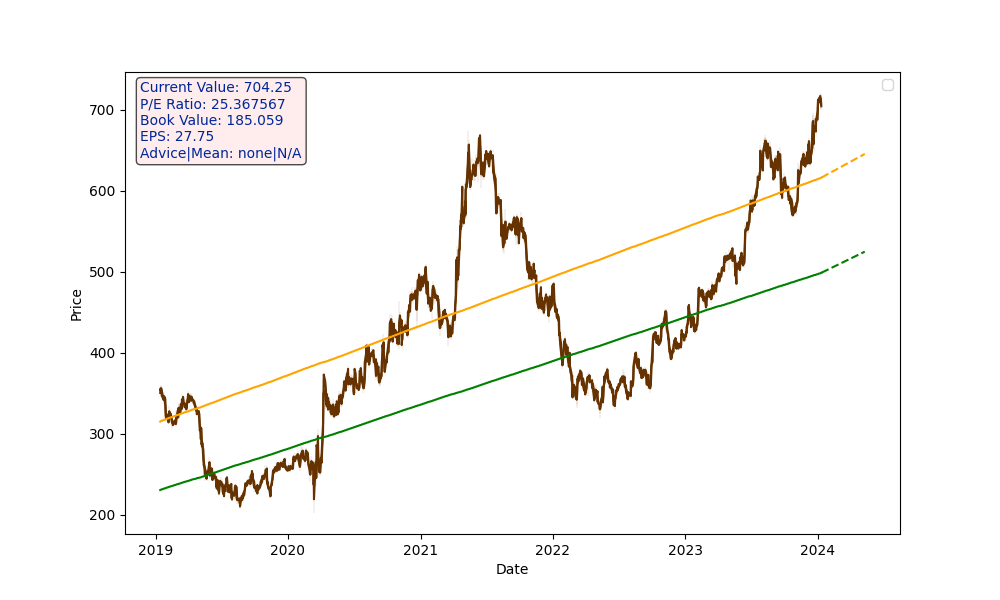 Current Value: 704.25
P/E Ratio: 25.367567
Book Value: 185.059
EPS: 27.75
Advice|Mean: none|N/A
700
600
500
400
300
200
Price
2019 2020 2021 2022 2023 2024
Date